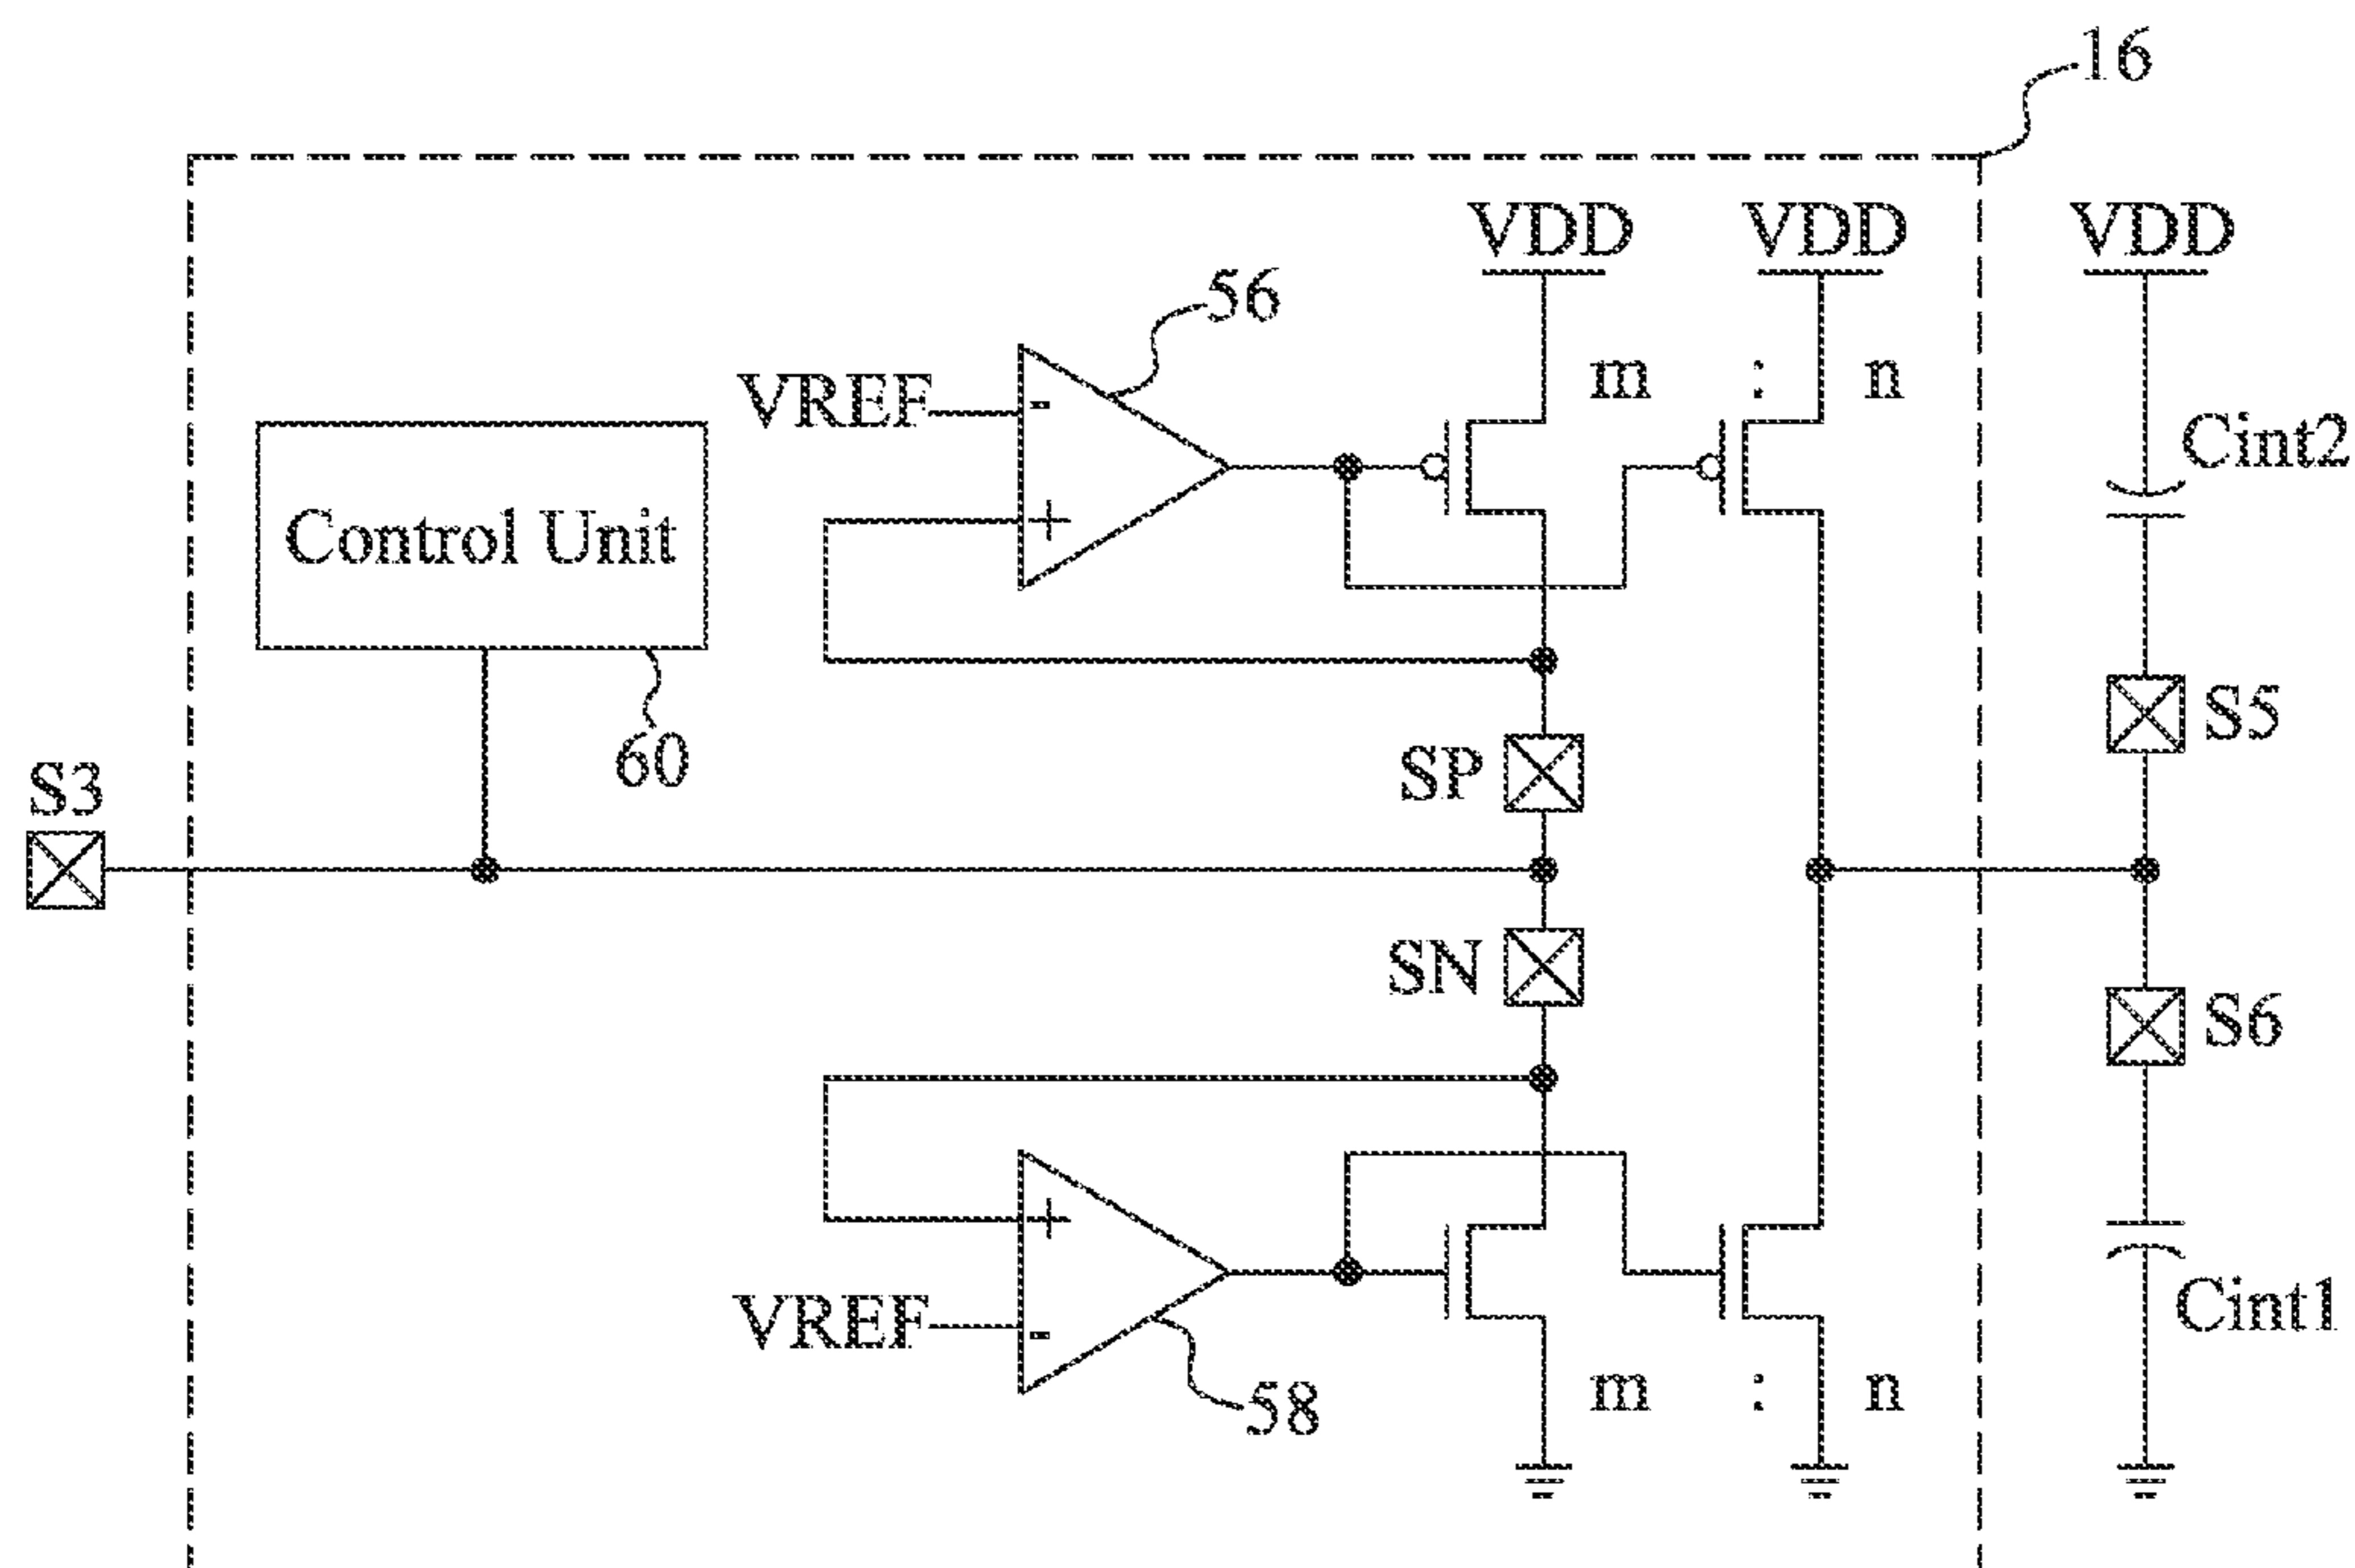 16
VDD VDD VDD
56
m : n
VREF
-
Cint2
+
Control Unit
S5
60
SP
S3
SN
S6
+
VREF
-
Cint1
m : n
58